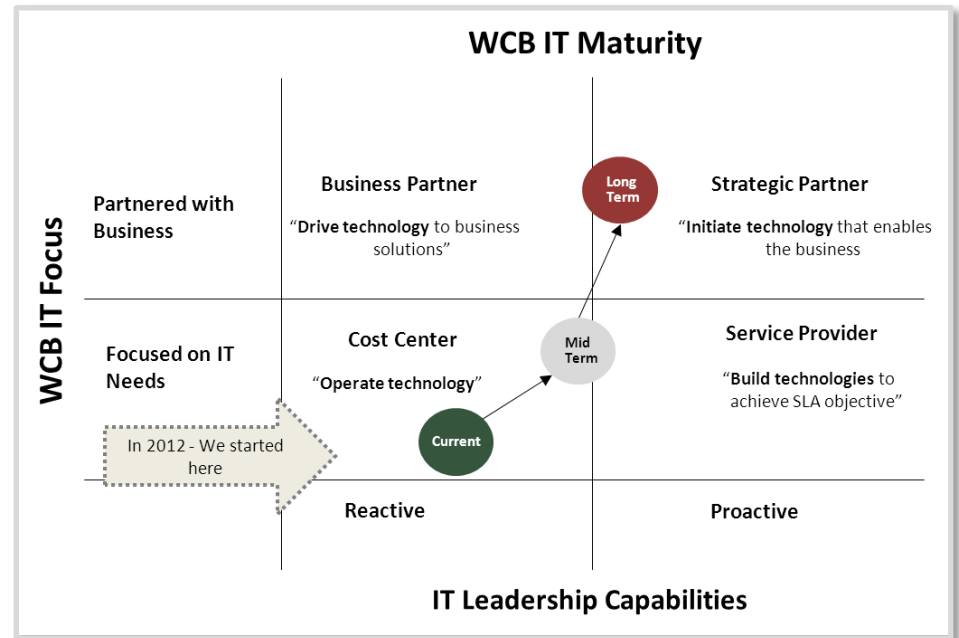 WCB IT Maturity
WCB IT Focus
Partnered with
Business
Business Partner
“Drive technology to business
solutions”
Long
Term
Strategic Partner
“Initiate technology that enables
the business
Focused on IT
Needs
Cost Center
“Operate technology”
Mid
Term
Service Provider
“Build technologies to
achieve SLA objective”
In 2012 - We started
here
Current
Reactive
Proactive
IT Leadership Capabilities